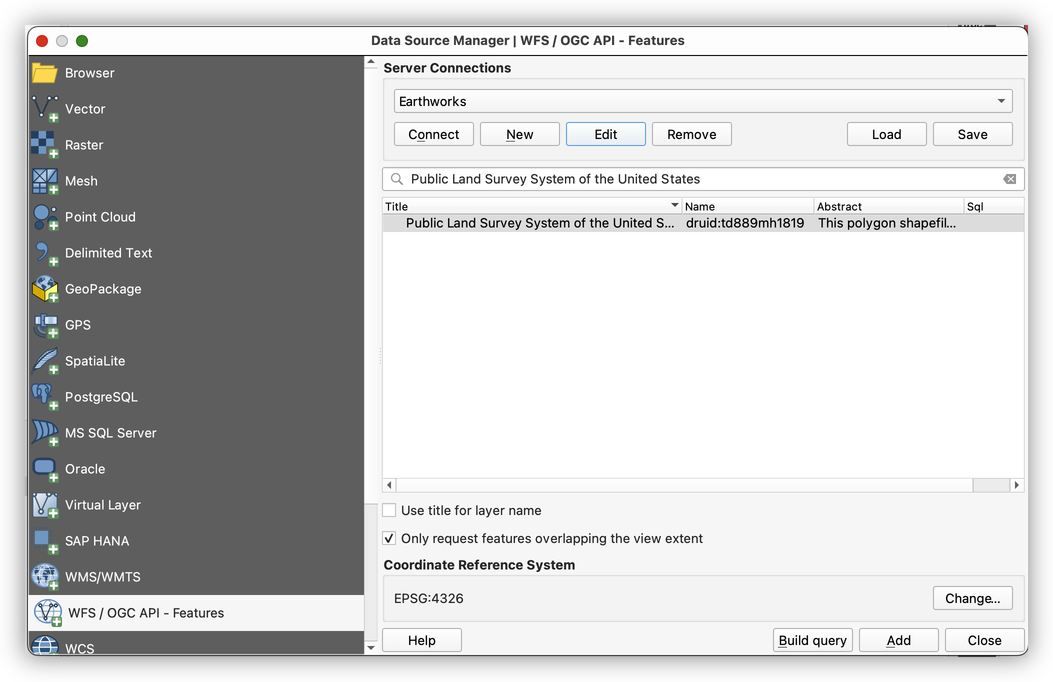 Data Source Manager | WFS / OGC API - Features
Browser
Vector
Raster
Mesh
Point Cloud
Delimited Text
GeoPackage
GPS
SpatiaLite
PostgreSQL
MS SQL Server
Oracle
Virtual Layer
SAP HANA
WMS/WMTS
WFS / OGC API - Features
WCS
Server Connections
Earthworks
Connect New Edit Remove Load Save
Public Land Survey System of the United States
Title Name Abstract Sql
Public Land Survey System of the United S... druid:td889mh1819 This polygon shapefil...
Use title for layer name
Only request features overlapping the view extent
Coordinate Reference System
EPSG:4326 Change...
Help Build query Add Close